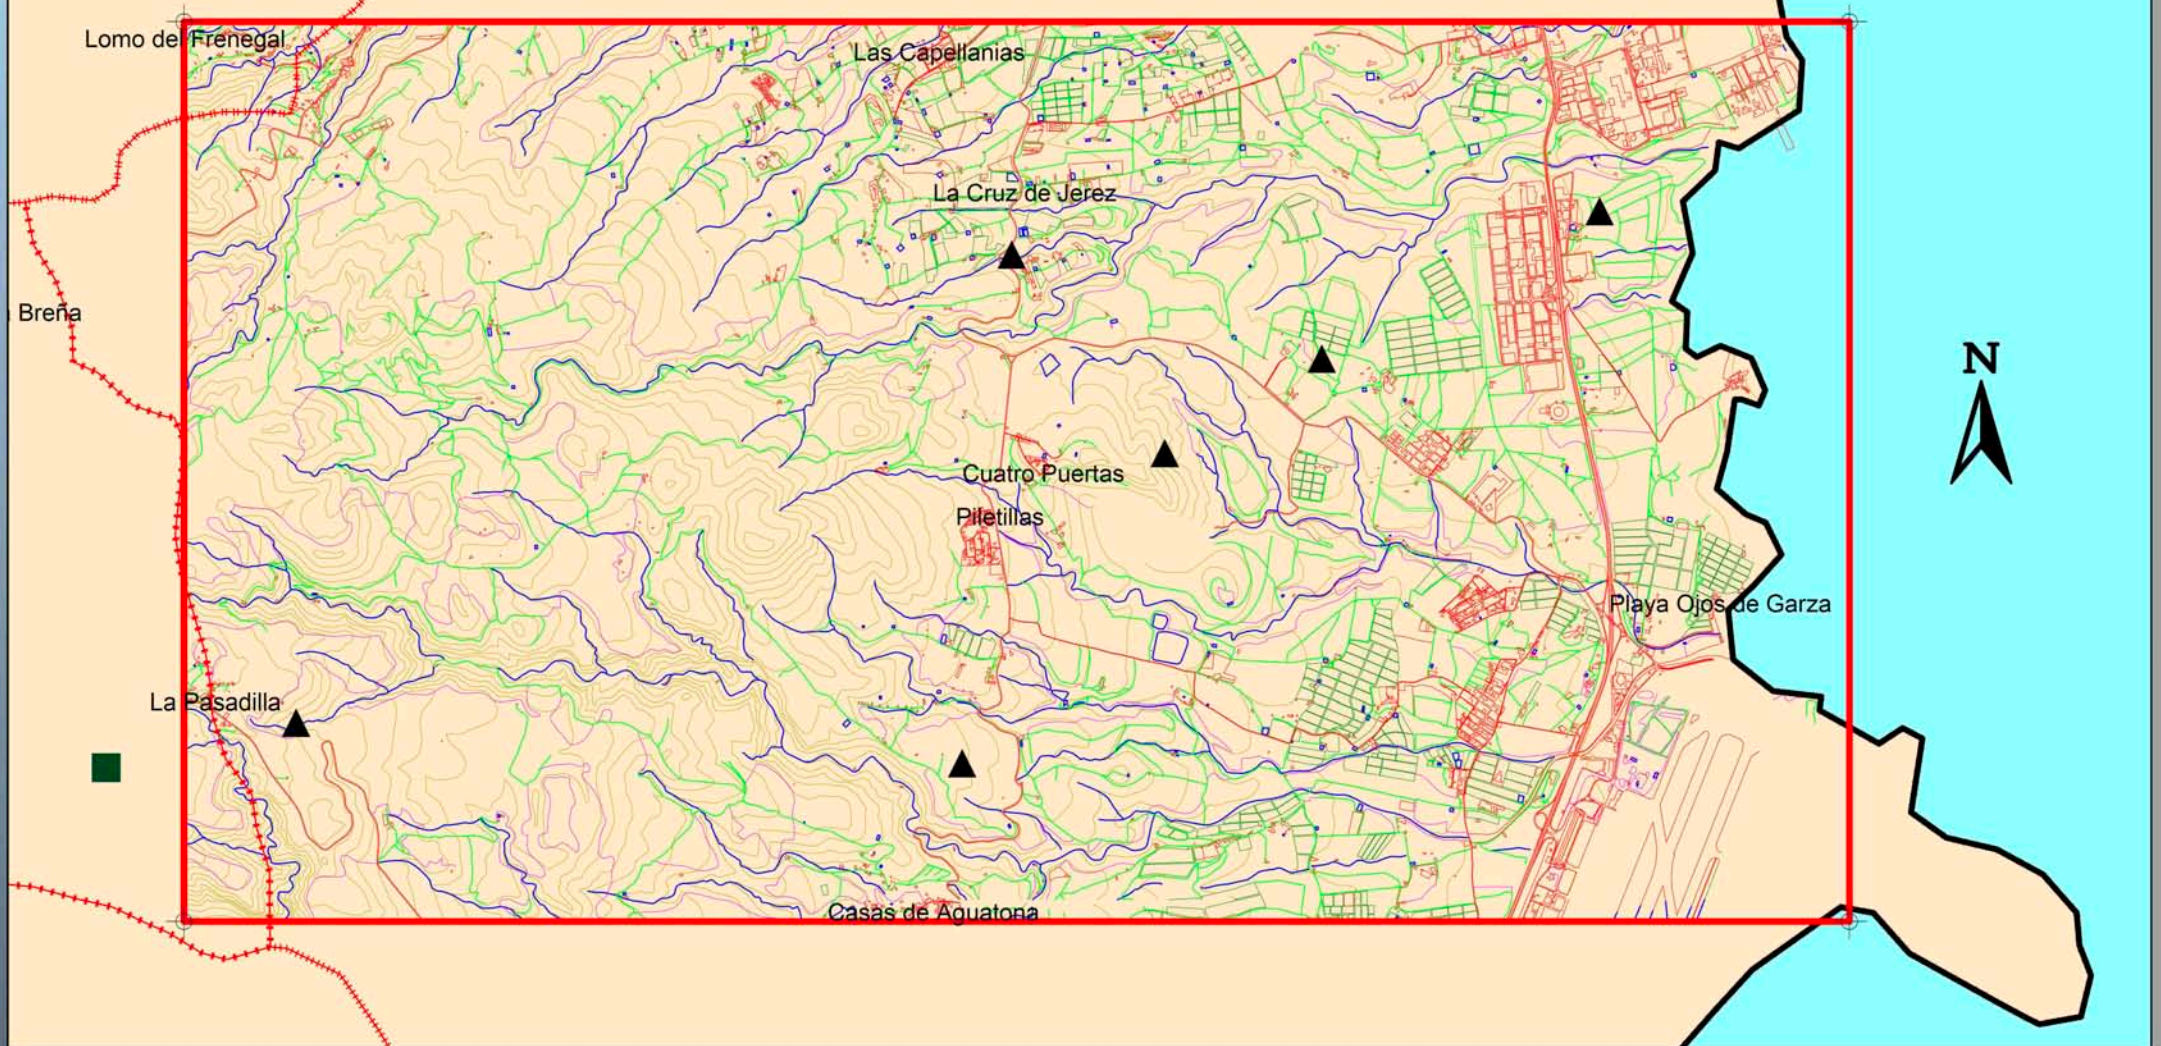 Lomo del Frenegal
Las Capellanias
La Cruz de Jerez
Breña
N
Cuatro Puertas
Piletillas
Playa Ojos de Garza
La Pasadilla
Casas de Aguatona